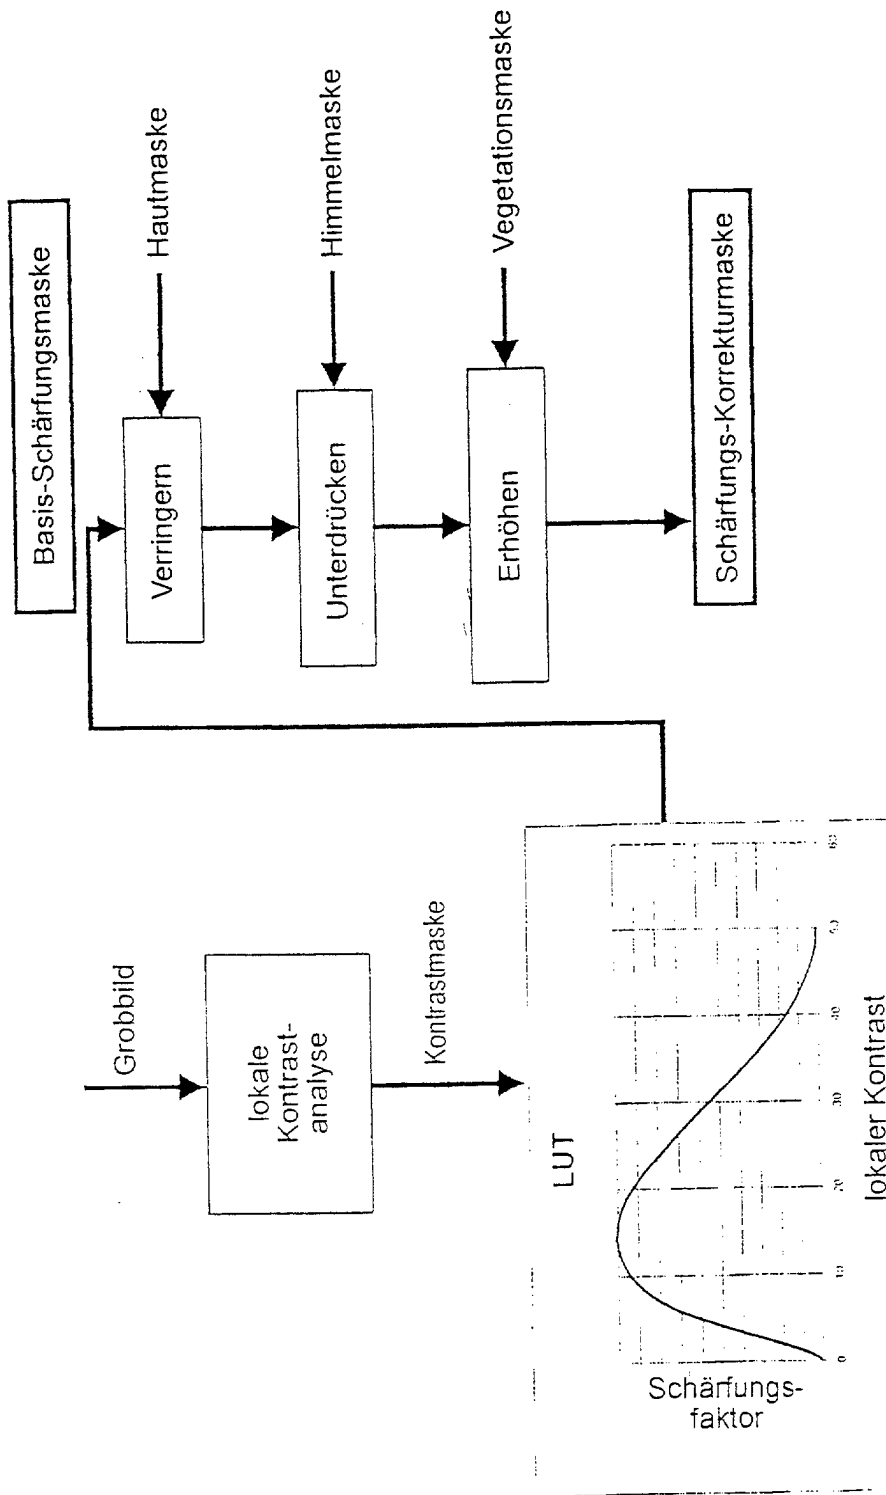 Grobbild
lokale
Kontrast-
analyse
Kontrastmaske
LUT
Schärfungs-
faktor
0
10
20
30
40
50
60
lokaler Kontrast
Basis-Schärfungsmaske
Verringern
Hautmaske
Unterdrücken
Himmelmaske
Erhöhen
Vegetationsmaske
Schärfungs-Korrekturmaske